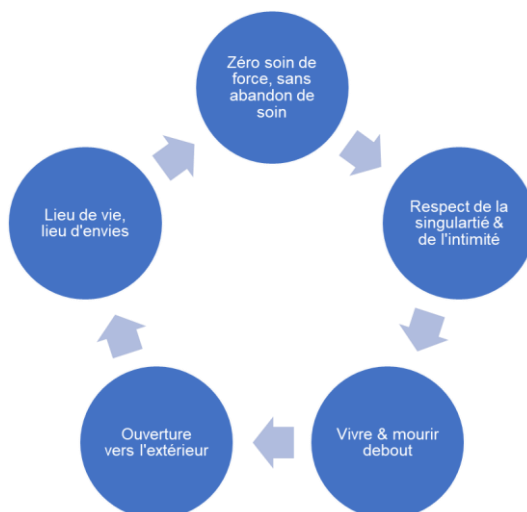 Zéro soin de
force, sans
abandon de
soin
Respect de la
singulartié &
de l'intimité
Vivre & mourir
debout
Ouverture
vers l'extérieur
Lieu de vie,
lieu d'envies